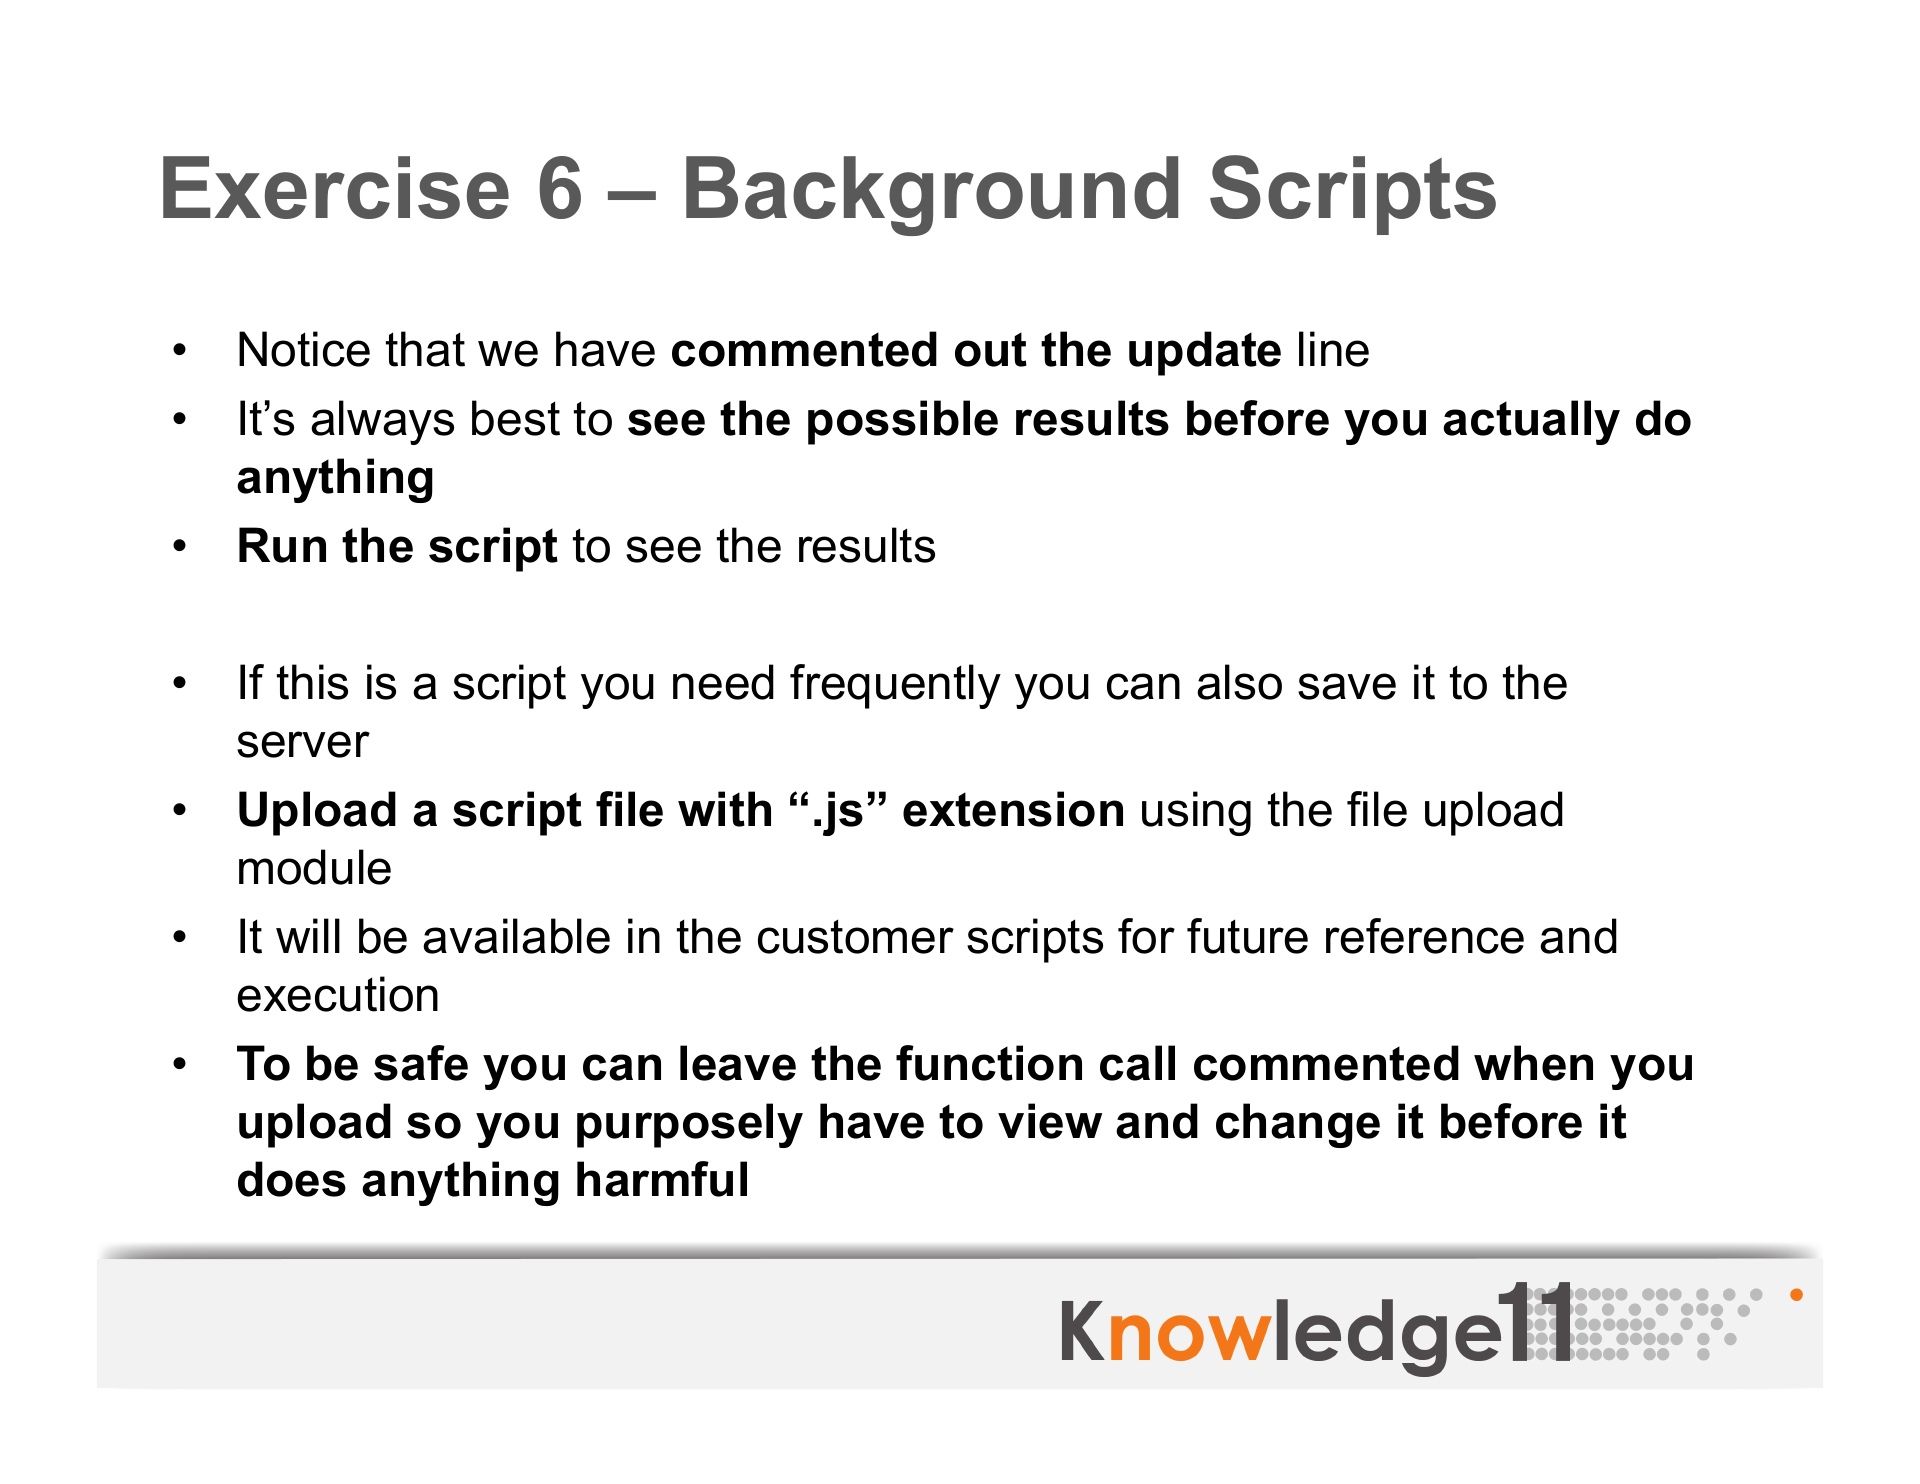 Exercise 6 – Background Scripts
• Notice that we have commented out the update line
• It’s always best to see the possible results before you actually do
anything
• Run the script to see the results
• If this is a script you need frequently you can also save it to the
server
• Upload a script file with “.js” extension using the file upload
module
• It will be available in the customer scripts for future reference and
execution
• To be safe you can leave the function call commented when you
upload so you purposely have to view and change it before it
does anything harmful
Knowledge11